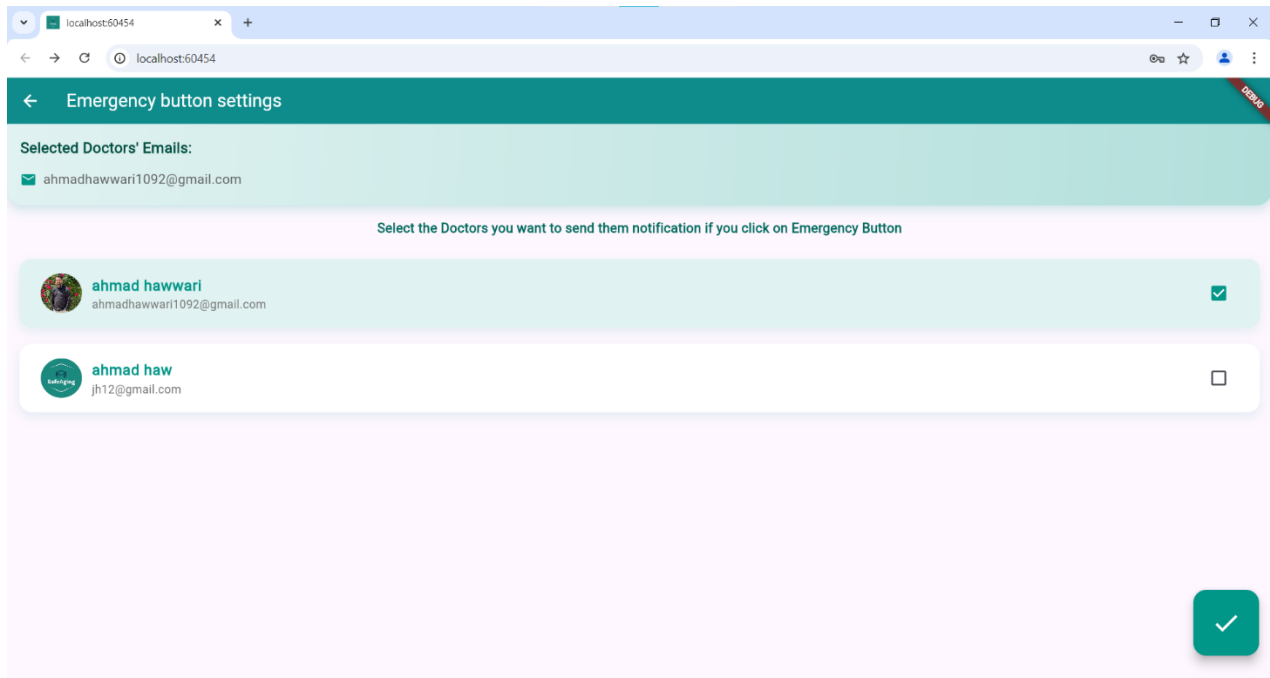 localhost:60454
localhost:60454
Emergency button settings
DEBUG
Selected Doctors' Emails:
ahmadhawwari1092@gmail.com
Select the Doctors you want to send them notification if you click on Emergency Button
ahmad hawwari
ahmadhawwari1092@gmail.com
ahmad haw
SafeAging
jh12@gmail.com